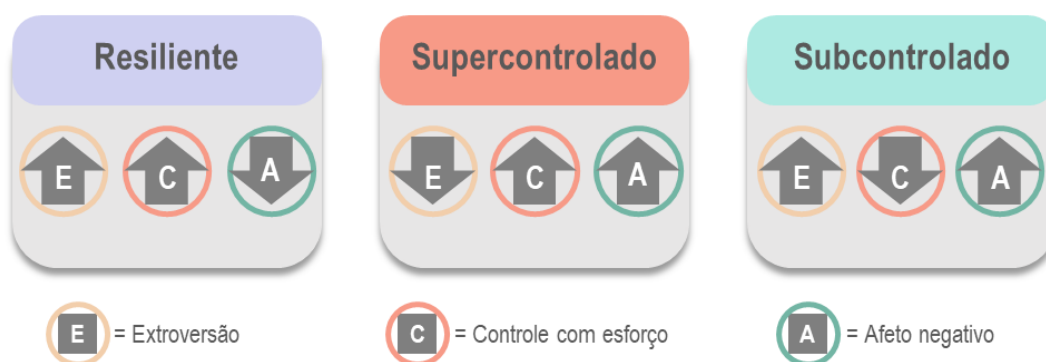 Resiliente
Supercontrolado
Subcontrolado
E C A
E C A
E C A
E = Extroversão
C = Controle com esforço
A = Afeto negativo